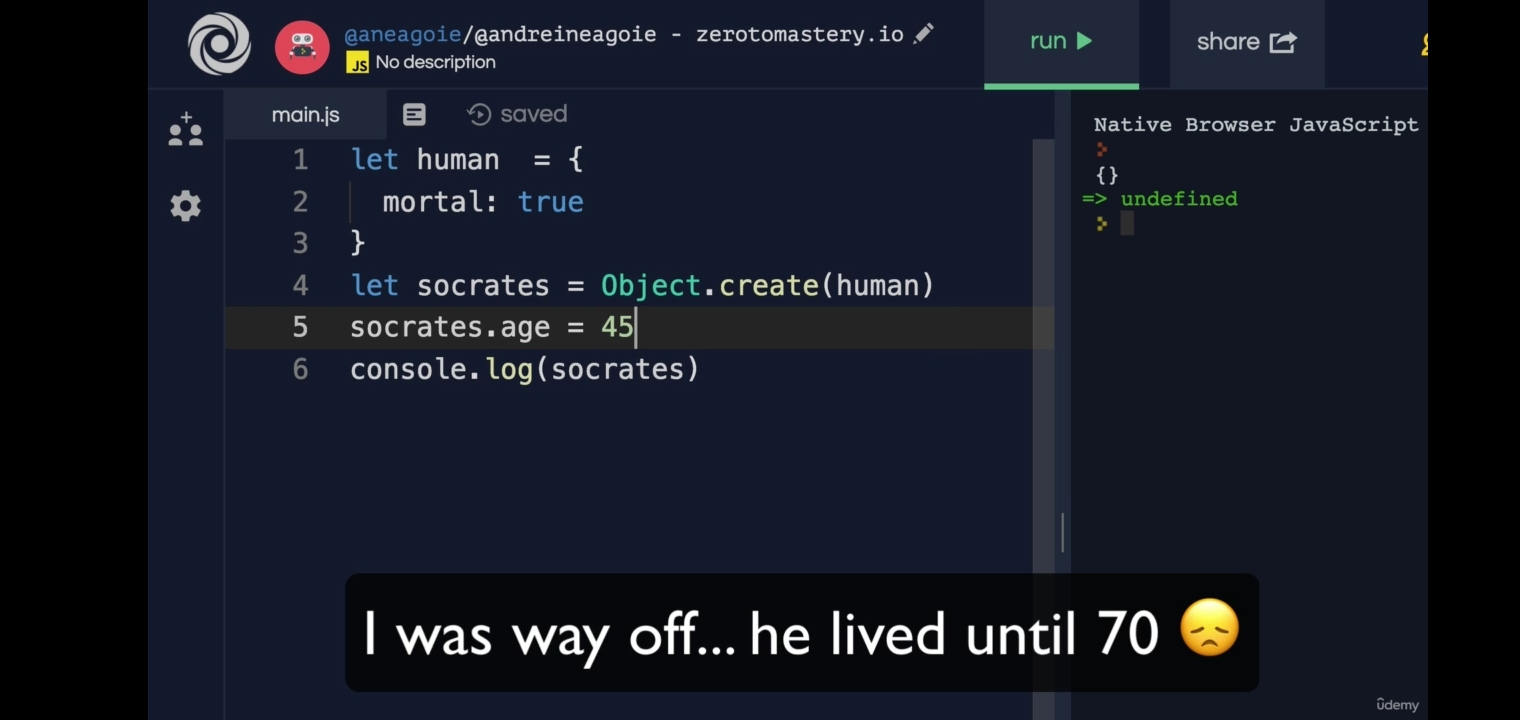 @aneagoie/@andreineagoie - zerotomastery.io
JS No description
run
share
main.js
saved
1 let human  = {
2   mortal: true
3 }
4 let socrates = Object.create(human)
5 socrates.age = 45
6 console.log(socrates)
Native Browser JavaScript
{}
=> undefined
I was way off... he lived until 70 😞
ûdemy